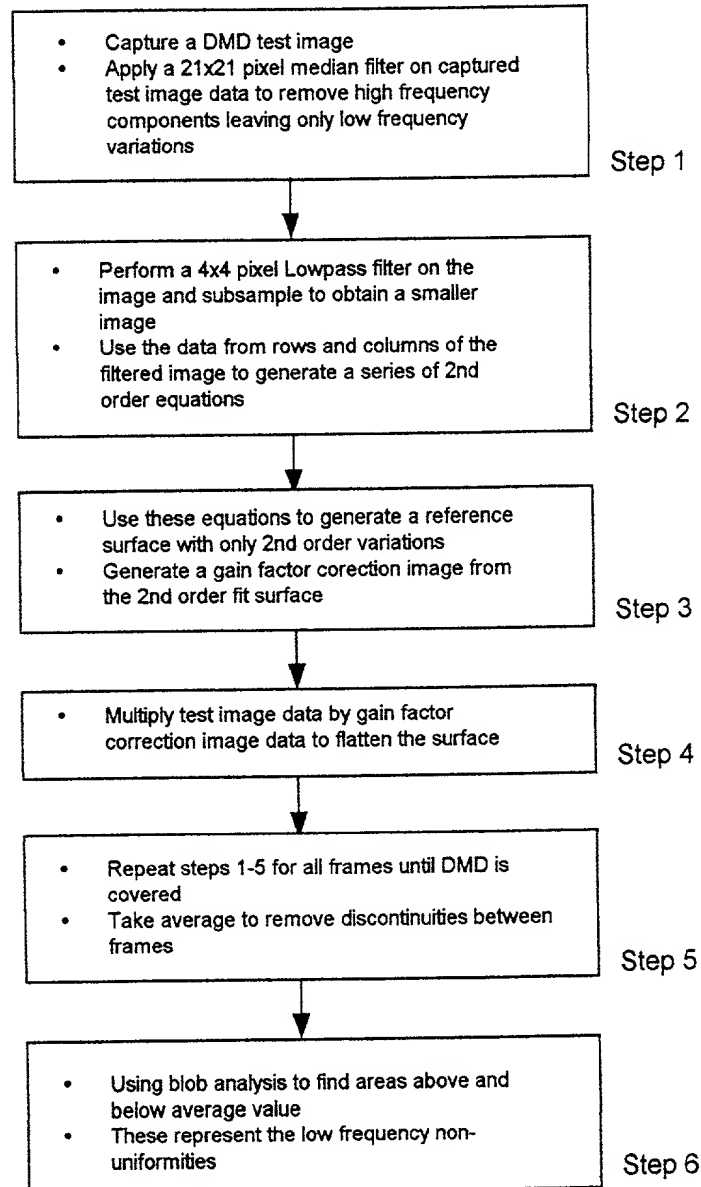 • Capture a DMD test image
• Apply a 21x21 pixel median filter on captured
test image data to remove high frequency
components leaving only low frequency
variations
Step 1
• Perform a 4x4 pixel Lowpass filter on the
image and subsample to obtain a smaller
image
• Use the data from rows and columns of the
filtered image to generate a series of 2nd
order equations
Step 2
• Use these equations to generate a reference
surface with only 2nd order variations
• Generate a gain factor corection image from
the 2nd order fit surface
Step 3
• Multiply test image data by gain factor
correction image data to flatten the surface
Step 4
• Repeat steps 1-5 for all frames until DMD is
covered
• Take average to remove discontinuities between
frames
Step 5
• Using blob analysis to find areas above and
below average value
• These represent the low frequency non-
uniformities
Step 6